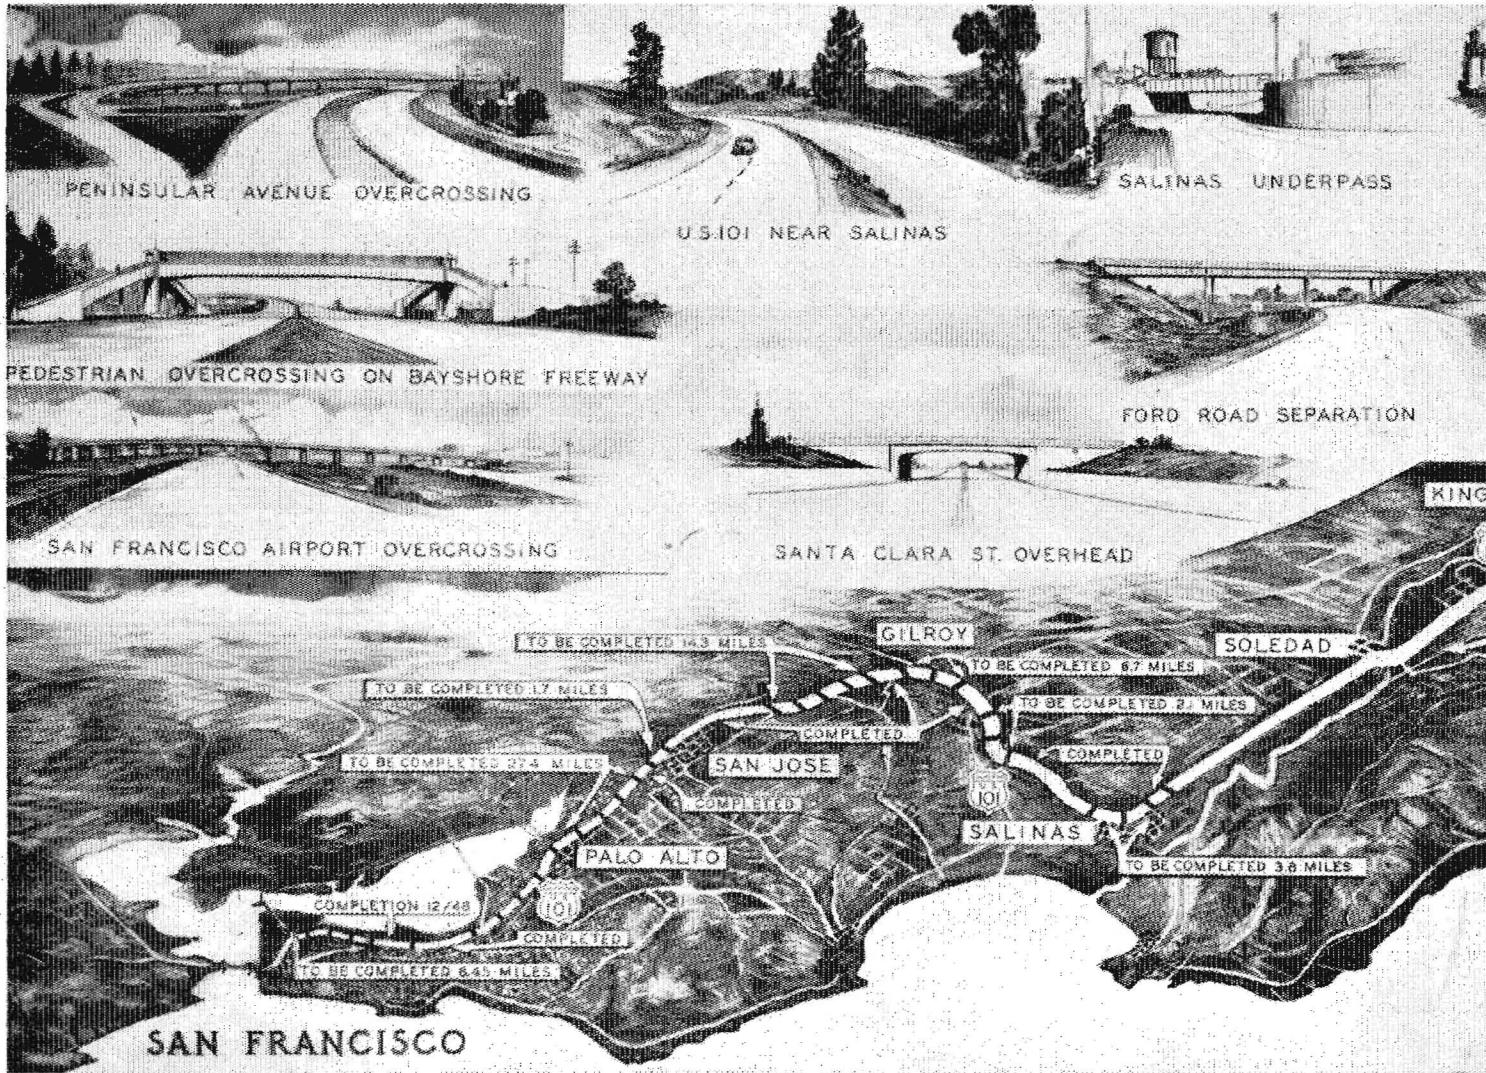 PENINSULAR AVENUE OVERCROSSING
U.S.101 NEAR SALINAS
SALINAS UNDERPASS
PEDESTRIAN OVERCROSSING ON BAYSHORE FREEWAY
FORD ROAD SEPARATION
SAN FRANCISCO AIRPORT OVERCROSSING
SANTA CLARA ST. OVERHEAD
KING
TO BE COMPLETED 14.3 MILES
GILROY
SOLEDAD
TO BE COMPLETED 6.7 MILES
TO BE COMPLETED 1.7 MILES
TO BE COMPLETED 2.1 MILES
COMPLETED
COMPLETED
TO BE COMPLETED 27.4 MILES
SAN JOSE
101
COMPLETED
SALINAS
PALO ALTO
TO BE COMPLETED 3.8 MILES
COMPLETION 12/48
101
COMPLETED
TO BE COMPLETED 6.45 MILES
SAN FRANCISCO